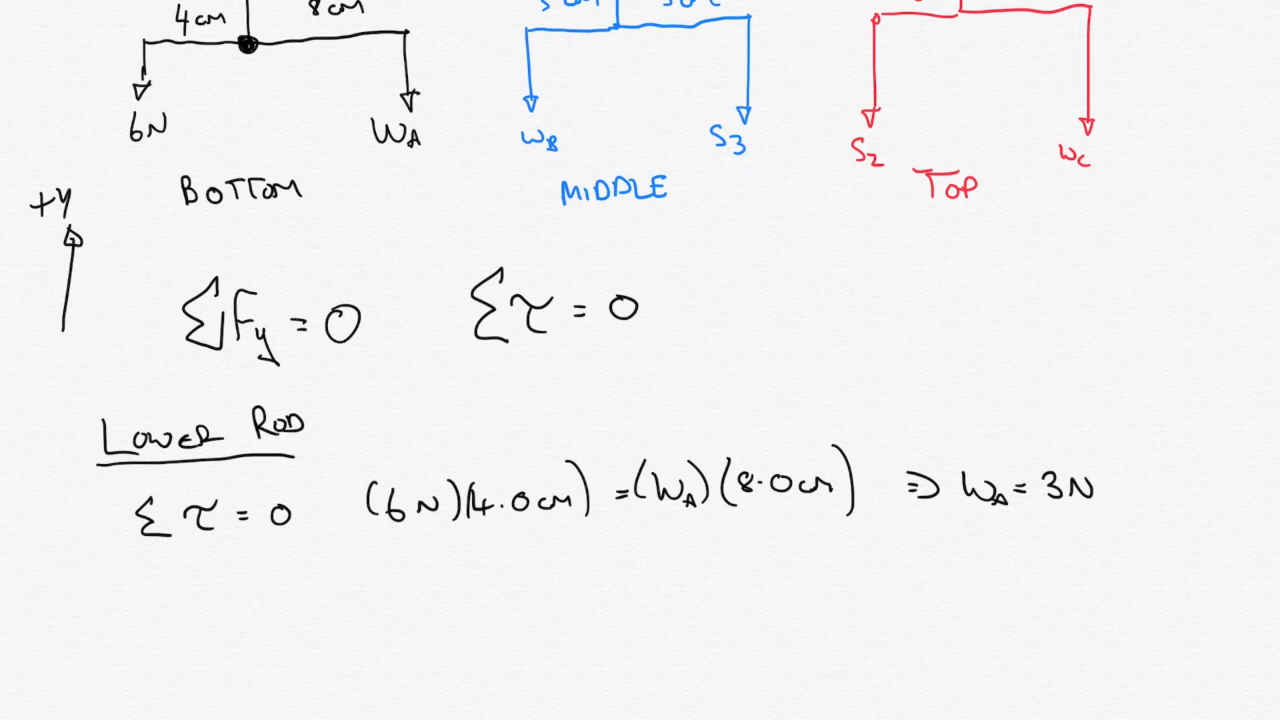 4cm 8cm
6N WA WB S3 S2 WC
BOTTOM MIDDLE TOP
+Y
ΣFy = 0 Στ = 0
LOWER ROD
Στ = 0 (6N)(4.0cm) = (WA)(8.0cm) ⇒ WA = 3N